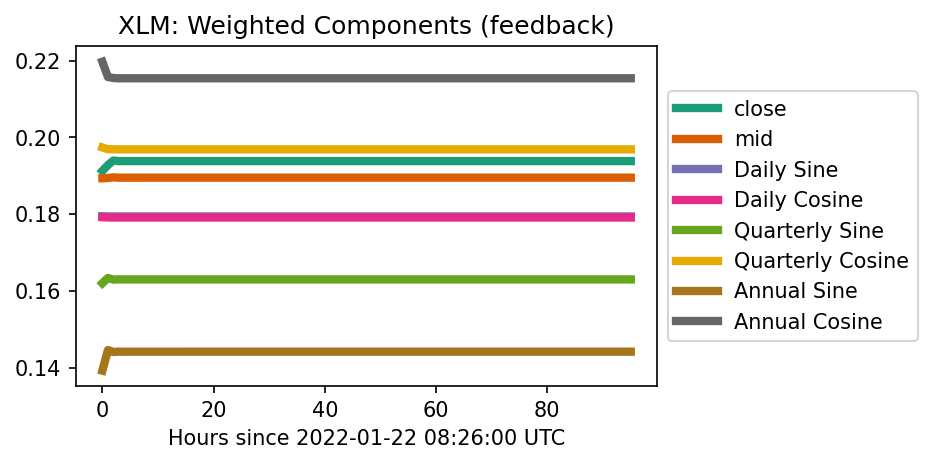 XLM: Weighted Components (feedback)
0.22
0.20
0.18
0.16
0.14
0 20 40 60 80
Hours since 2022-01-22 08:26:00 UTC
close
mid
Daily Sine
Daily Cosine
Quarterly Sine
Quarterly Cosine
Annual Sine
Annual Cosine